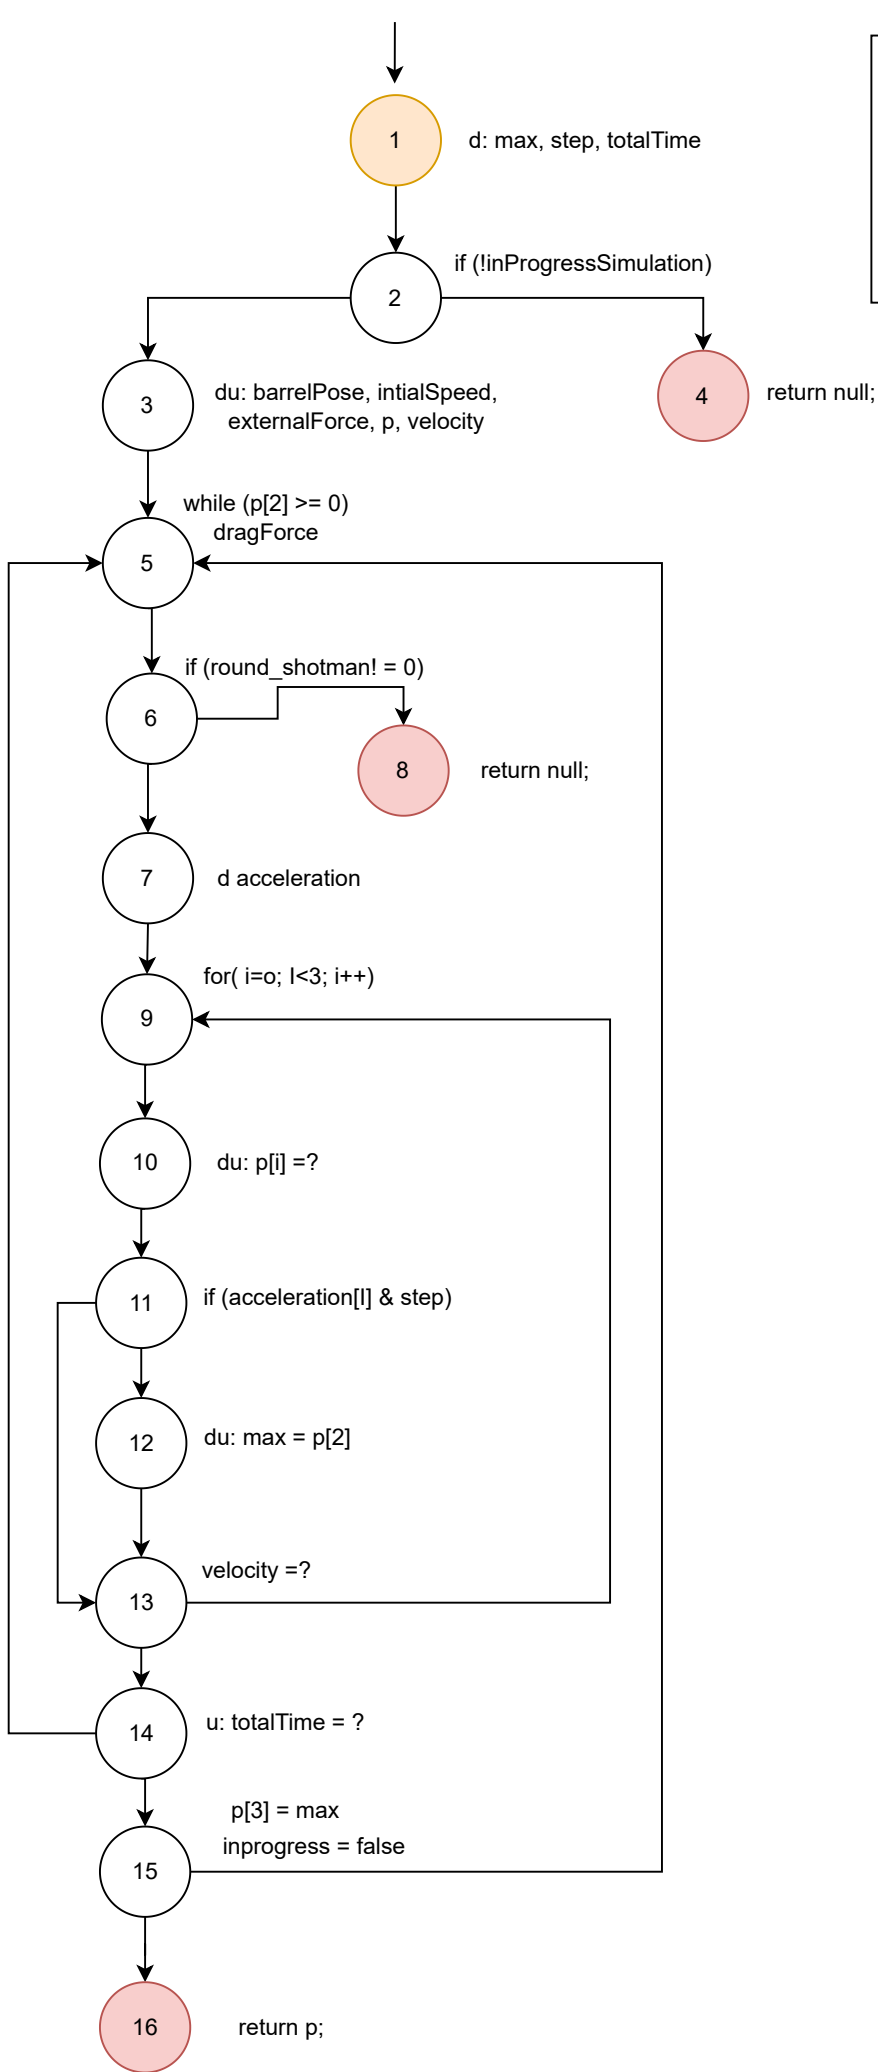 1
d: max, step, totalTime
if (!inProgressSimulation)
2
3
du: barrelPose, intialSpeed,
externalForce, p, velocity
4
return null;
while (p[2] >= 0)
dragForce
5
if (round_shotman! = 0)
6
8
return null;
7
d acceleration
for( i=o; I<3; i++)
9
10
du: p[i] =?
11
if (acceleration[I] & step)
12
du: max = p[2]
velocity =?
13
14
u: totalTime = ?
p[3] = max
inprogress = false
15
16
return p;